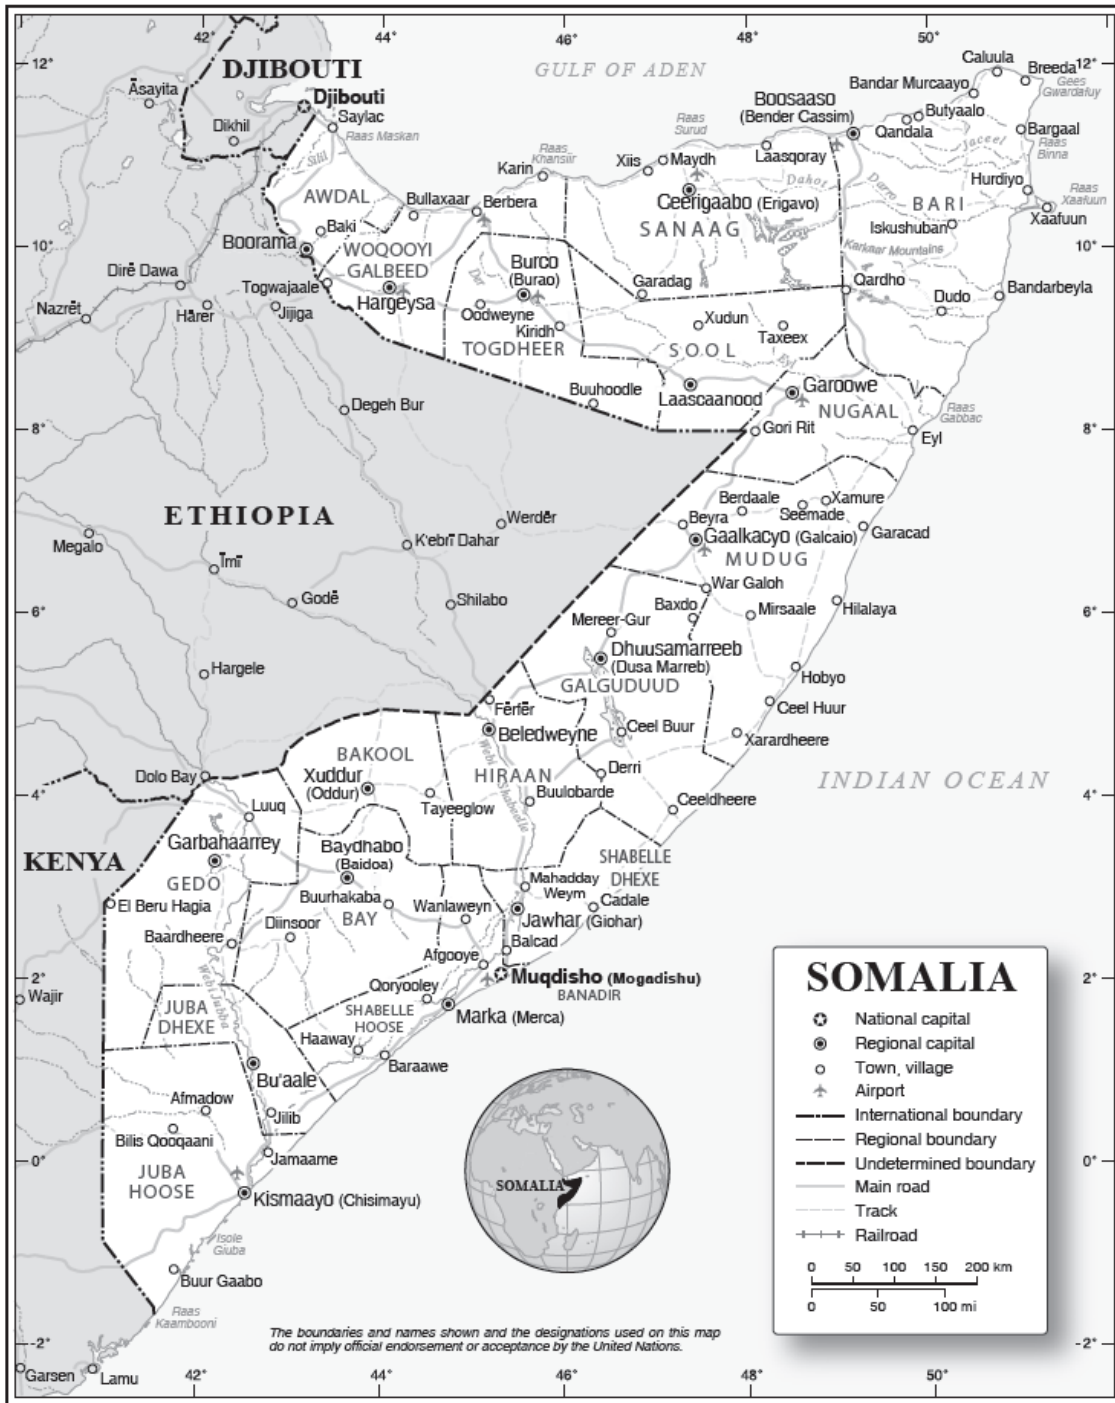 42°
44°
46°
48°
50°
12°
DJIBOUTI
Djibouti
Āsayita
Dikhil
Saylac
Raas Maskan
Silil
GULF OF ADEN
Caluula
12°
Breeda
Gees
Gwardafuy
Bandar Murcaayo
Butyaalo
Boosaaso
(Bender Cassim)
Qandala
Bargaal
Raas
Binna
Jaceel
Raas
Surud
Xiis
Maydh
Laasqoray
Raas
Khansiir
Karin
Dahot
Darro
Hurdiyo
Raas
Xaafuun
Xaafuun
AWDAL
Bullaxaar
Berbera
Ceerigaabo (Erigavo)
SANAAG
BARI
Iskushuban
10°
Baki
Boorama
WOQOOYI
GALBEED
Burco
(Burao)
Karkaar Mountains
10°
Dirē Dawa
Togwajaale
Hargeysa
Der
Garadag
Qardho
Bandarbeyla
Nazrēt
Hārer
Jijiga
Oodweyne
Kiridh
Xudun
Taxeex
Dudo
TOGDHEER
SOOL
Eyl
Buuhoodle
Laascaanood
Garoowe
NUGAAL
Raas
Gabbac
Degeh Bur
8°
Gori Rit
Eyl
8°
ETHIOPIA
Megalo
Werdēr
Berdaale
Xamure
Beyra
Seemade
Garacad
K'ebrī Dahar
Gaalkacyo (Galcaio)
MUDUG
Īmī
Godē
Shilabo
War Galoh
Baxdo
Mirsaale
Hilalaya
6°
Mereer-Gur
6°
Dhuusamarreeb
(Dusa Marreb)
Hargele
GALGUDUUD
Hobyo
Ceel Huur
Fērfēr
Beledweyne
Ceel Buur
Xarardheere
BAKOOL
Dolo Bay
Xuddur
(Oddur)
HIRAAN
Webi Shabeelle
Derri
INDIAN OCEAN
4°
Luuq
Tayeeglow
Buulobarde
Ceeldheere
4°
KENYA
Garbahaarrey
Baydhabo
(Baidoa)
SHABELLE
DHEXE
GEDO
Mahadday
Weym
El Beru Hagia
Buurhakaba
Wanlaweyn
Cadale
BAY
Jawhar (Giohar)
Baardheere
Diinsoor
Afgooye
Balcad
Webi Jubba
Muqdisho (Mogadishu)
BANADIR
2°
Wajir
Qoryooley
2°
JUBA
DHEXE
SHABELLE
HOOSE
Marka (Merca)
Haaway
Baraawe
Bu'aale
Afmadow
Jilib
Bilis Qooqaani
0°
Jamaame
0°
JUBA
HOOSE
Kismaayo (Chisimayu)
Isole
Giuba
Buur Gaabo
Raas
Kaambooni
-2°
-2°
Garsen
Lamu
SOMALIA
SOMALIA
National capital
Regional capital
Town, village
Airport
International boundary
Regional boundary
Undetermined boundary
Main road
Track
Railroad
0 50 100 150 200 km
0 50 100 mi
The boundaries and names shown and the designations used on this map
do not imply official endorsement or acceptance by the United Nations.
42°
44°
46°
48°
50°